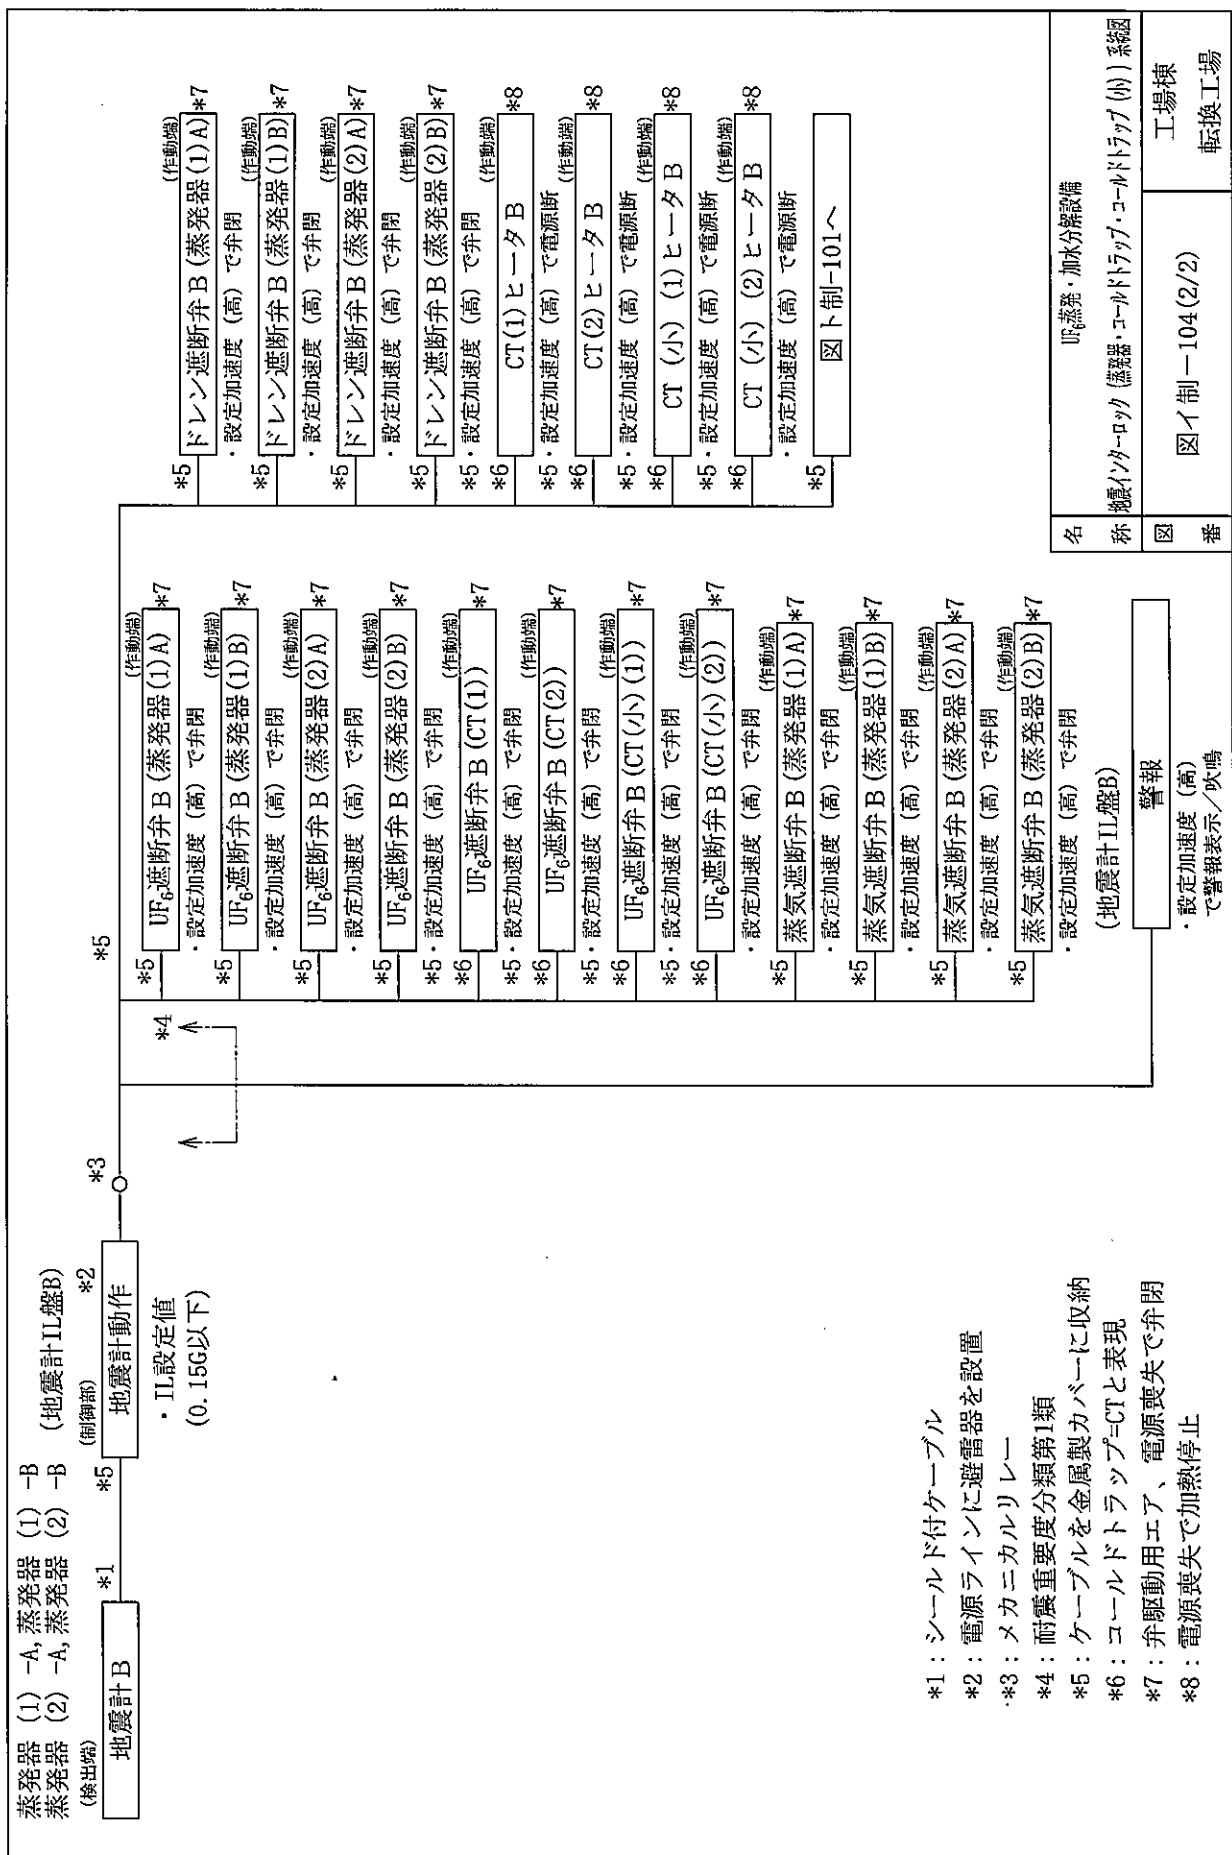 蒸発器 (1) -A, 蒸発器 (1) -B
蒸発器 (2) -A, 蒸発器 (2) -B
(検出端)
地震計B
*1
*5
(地震計IL盤B)
(制御部)
*2
地震計動作
・IL設定値
(0.15G以下)
*3
*4
*5
(作動端)
*5 UF₆遮断弁B(蒸発器(1)A) *7
・設定加速度(高)で弁閉
(作動端)
*5 UF₆遮断弁B(蒸発器(1)B) *7
・設定加速度(高)で弁閉
(作動端)
*5 UF₆遮断弁B(蒸発器(2)A) *7
・設定加速度(高)で弁閉
(作動端)
*5 UF₆遮断弁B(蒸発器(2)B) *7
*5・設定加速度(高)で弁閉
(作動端)
*6 UF₆遮断弁B(CT(1)) *7
*5・設定加速度(高)で弁閉
(作動端)
*6 UF₆遮断弁B(CT(2)) *7
*5・設定加速度(高)で弁閉
(作動端)
*6 UF₆遮断弁B(CT(小)(1)) *7
*5・設定加速度(高)で弁閉
(作動端)
*6 UF₆遮断弁B(CT(小)(2)) *7
・設定加速度(高)で弁閉
(作動端)
*5 蒸気遮断弁B(蒸発器(1)A) *7
・設定加速度(高)で弁閉
(作動端)
*5 蒸気遮断弁B(蒸発器(1)B) *7
・設定加速度(高)で弁閉
(作動端)
*5 蒸気遮断弁B(蒸発器(2)A) *7
・設定加速度(高)で弁閉
(作動端)
*5 蒸気遮断弁B(蒸発器(2)B) *7
・設定加速度(高)で弁閉
(地震計IL盤B)
警報
・設定加速度(高)
で警報表示/吹鳴
(作動端)
*5 ドレン遮断弁B(蒸発器(1)A) *7
・設定加速度(高)で弁閉
(作動端)
*5 ドレン遮断弁B(蒸発器(1)B) *7
・設定加速度(高)で弁閉
(作動端)
*5 ドレン遮断弁B(蒸発器(2)A) *7
・設定加速度(高)で弁閉
(作動端)
*5 ドレン遮断弁B(蒸発器(2)B) *7
*5・設定加速度(高)で弁閉
(作動端)
*6 CT(1)ヒータB *8
*5・設定加速度(高)で電源断
(作動端)
*6 CT(2)ヒータB *8
*5・設定加速度(高)で電源断
(作動端)
*6 CT(小)(1)ヒータB *8
*5・設定加速度(高)で電源断
(作動端)
*6 CT(小)(2)ヒータB *8
・設定加速度(高)で電源断
*5 図ト制-101へ
*1：シールド付ケーブル
*2：電源ラインに避雷器を設置
*3：メカニカルリレー
*4：耐震重要度分類第1類
*5：ケーブルを金属製カバーに収納
*6：コールドトラップ=CTと表現
*7：弁駆動用エア、電源喪失で弁閉
*8：電源喪失で加熱停止
名称
UF₆蒸発・加水分解設備
地震インターロック(蒸発器・コールドトラップ・コールドトラップ(小))系統図
図番
図イ制-104(2/2)
工場棟
転換工場